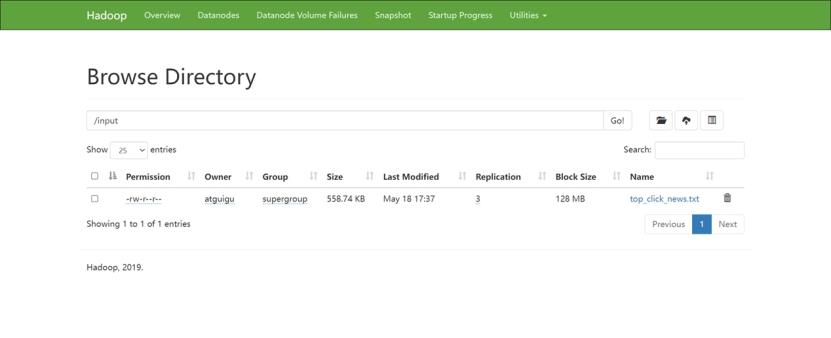 Hadoop Overview Datanodes Datanode Volume Failures Snapshot Startup Progress Utilities
Browse Directory
/input Go!
Show 25 entries Search:
Permission Owner Group Size Last Modified Replication Block Size Name
-rw-r--r-- atguigu supergroup 558.74 KB May 18 17:37 3 128 MB top_click_news.txt
Showing 1 to 1 of 1 entries Previous 1 Next
Hadoop, 2019.